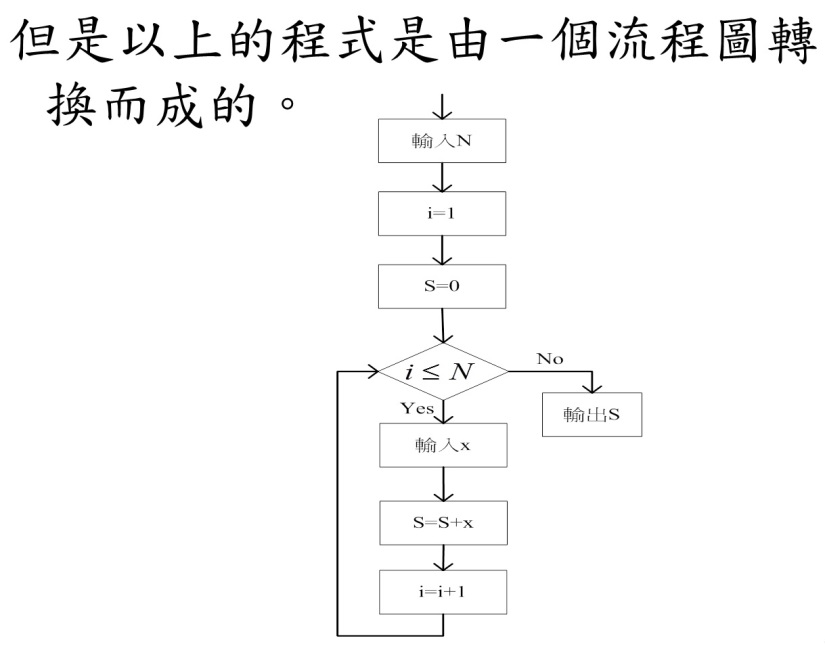 但是以上的程式是由一個流程圖轉
換而成的。
輸入N
i=1
S=0
i ≤ N
No
輸出S
Yes
輸入x
S=S+x
i=i+1